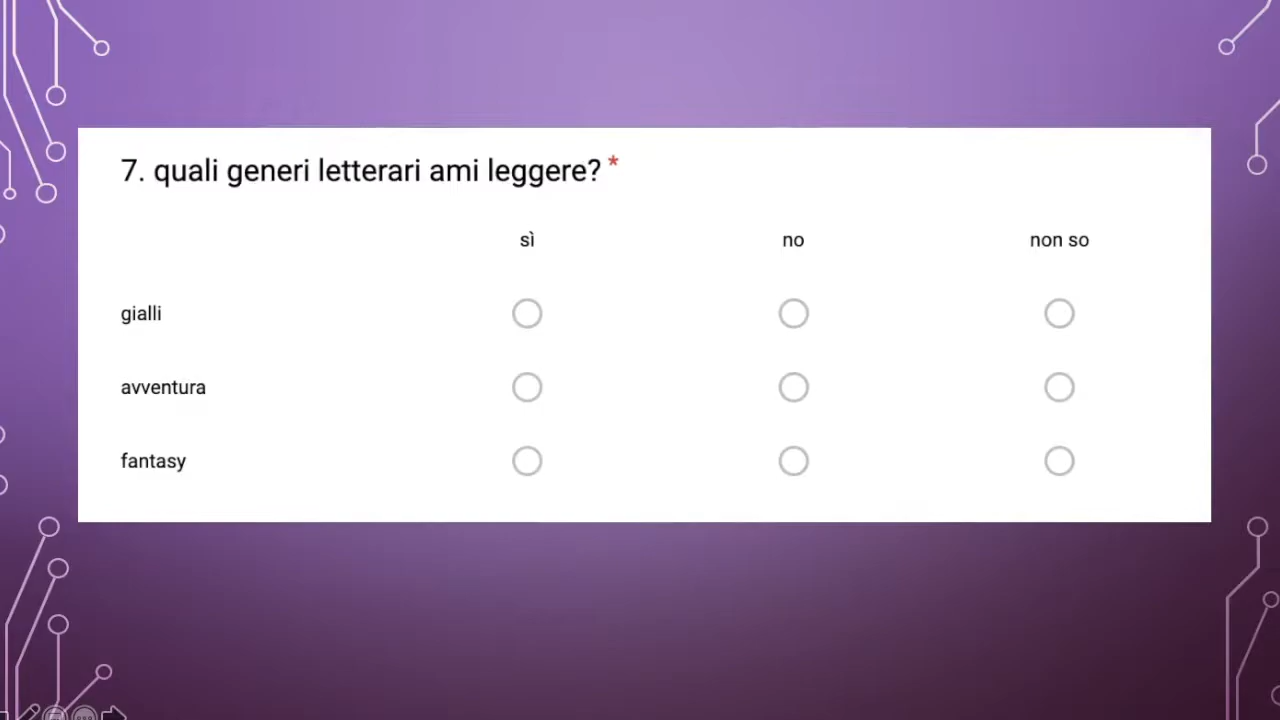 7. quali generi letterari ami leggere? *
sì no non so
gialli
avventura
fantasy